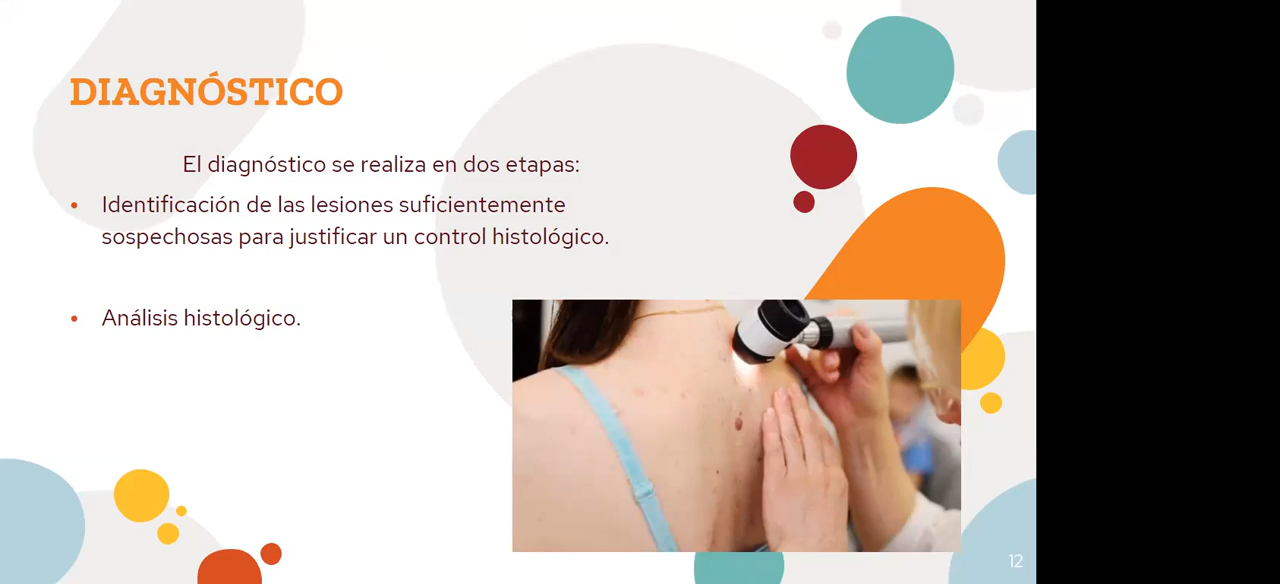 DIAGNÓSTICO
El diagnóstico se realiza en dos etapas:
• Identificación de las lesiones suficientemente
sospechosas para justificar un control histológico.
• Análisis histológico.
12